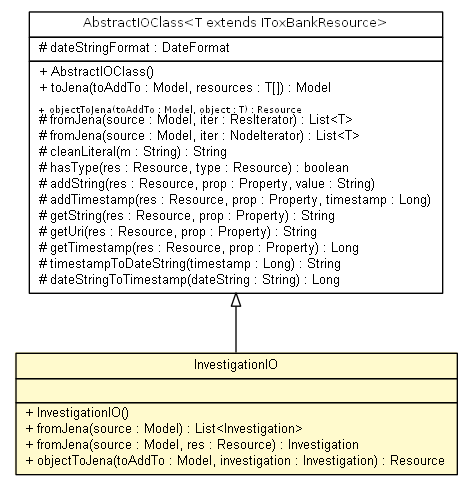 AbstractIOClass<T extends IToxBankResource>
# dateStringFormat : DateFormat
+ AbstractIOClass()
+ toJena(toAddTo : Model, resources : T[]) : Model
+ objectToJena(toAddTo : Model, object : T) : Resource
# fromJena(source : Model, iter : ResIterator) : List<T>
# fromJena(source : Model, iter : NodeIterator) : List<T>
# cleanLiteral(m : String) : String
# hasType(res : Resource, type : Resource) : boolean
# addString(res : Resource, prop : Property, value : String)
# addTimestamp(res : Resource, prop : Property, timestamp : Long)
# getString(res : Resource, prop : Property) : String
# getUri(res : Resource, prop : Property) : String
# getTimestamp(res : Resource, prop : Property) : Long
# timestampToDateString(timestamp : Long) : String
# dateStringToTimestamp(dateString : String) : Long
InvestigationIO
+ InvestigationIO()
+ fromJena(source : Model) : List<Investigation>
+ fromJena(source : Model, res : Resource) : Investigation
+ objectToJena(toAddTo : Model, investigation : Investigation) : Resource